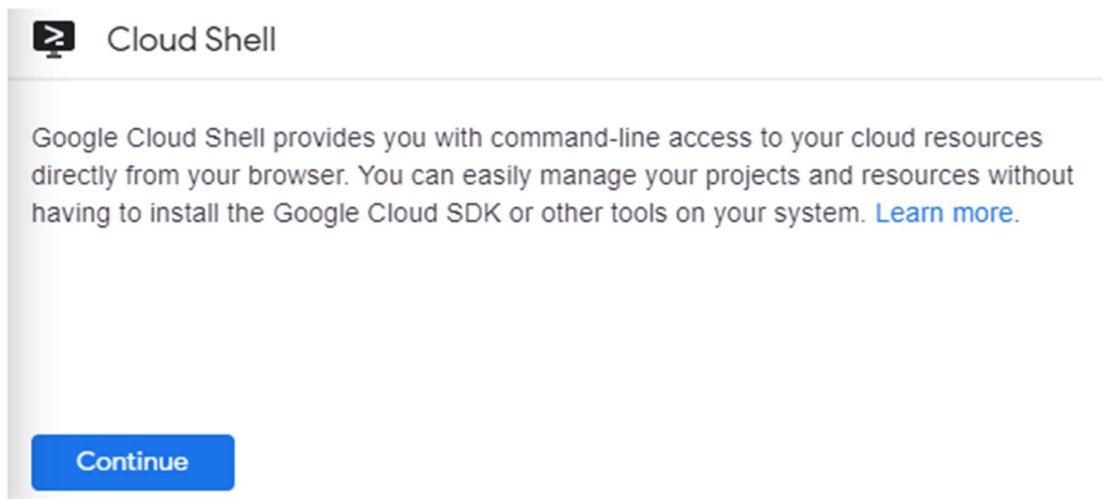 Cloud Shell
Google Cloud Shell provides you with command-line access to your cloud resources
directly from your browser. You can easily manage your projects and resources without
having to install the Google Cloud SDK or other tools on your system. Learn more.
Continue